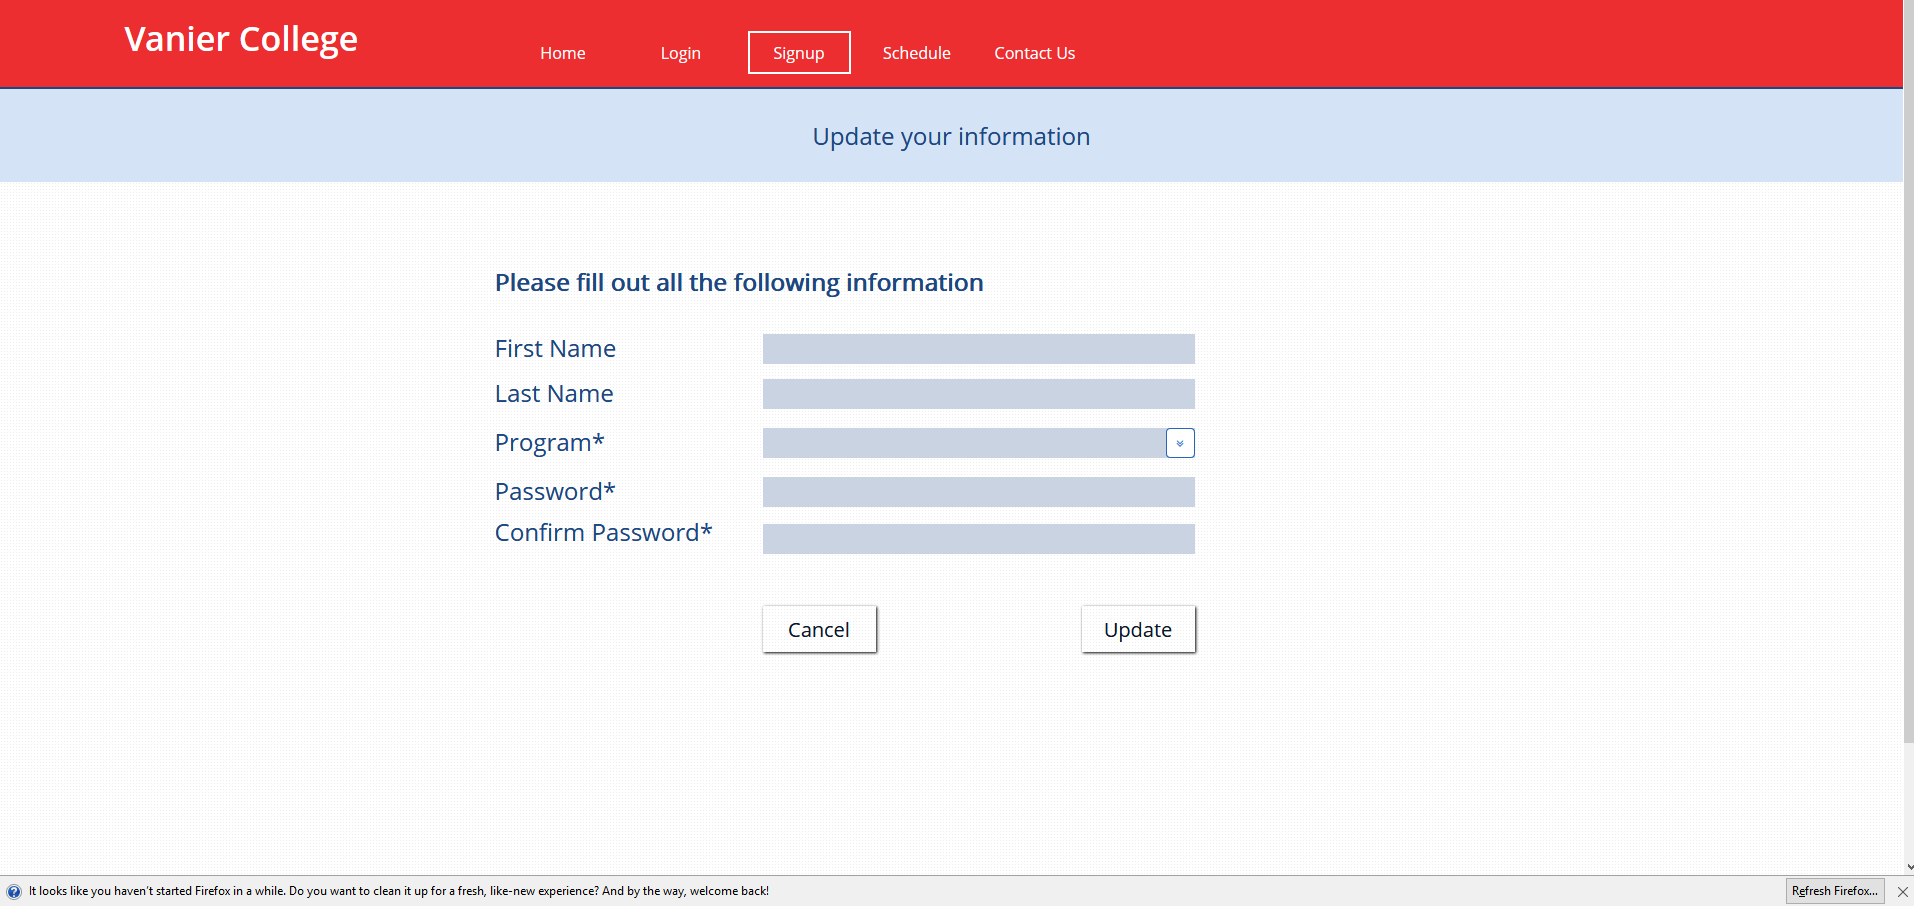 Vanier College
Home Login Signup Schedule Contact Us
Update your information
Please fill out all the following information
First Name
Last Name
Program*
Password*
Confirm Password*
Cancel Update
It looks like you haven't started Firefox in a while. Do you want to clean it up for a fresh, like-new experience? And by the way, welcome back! Refresh Firefox...